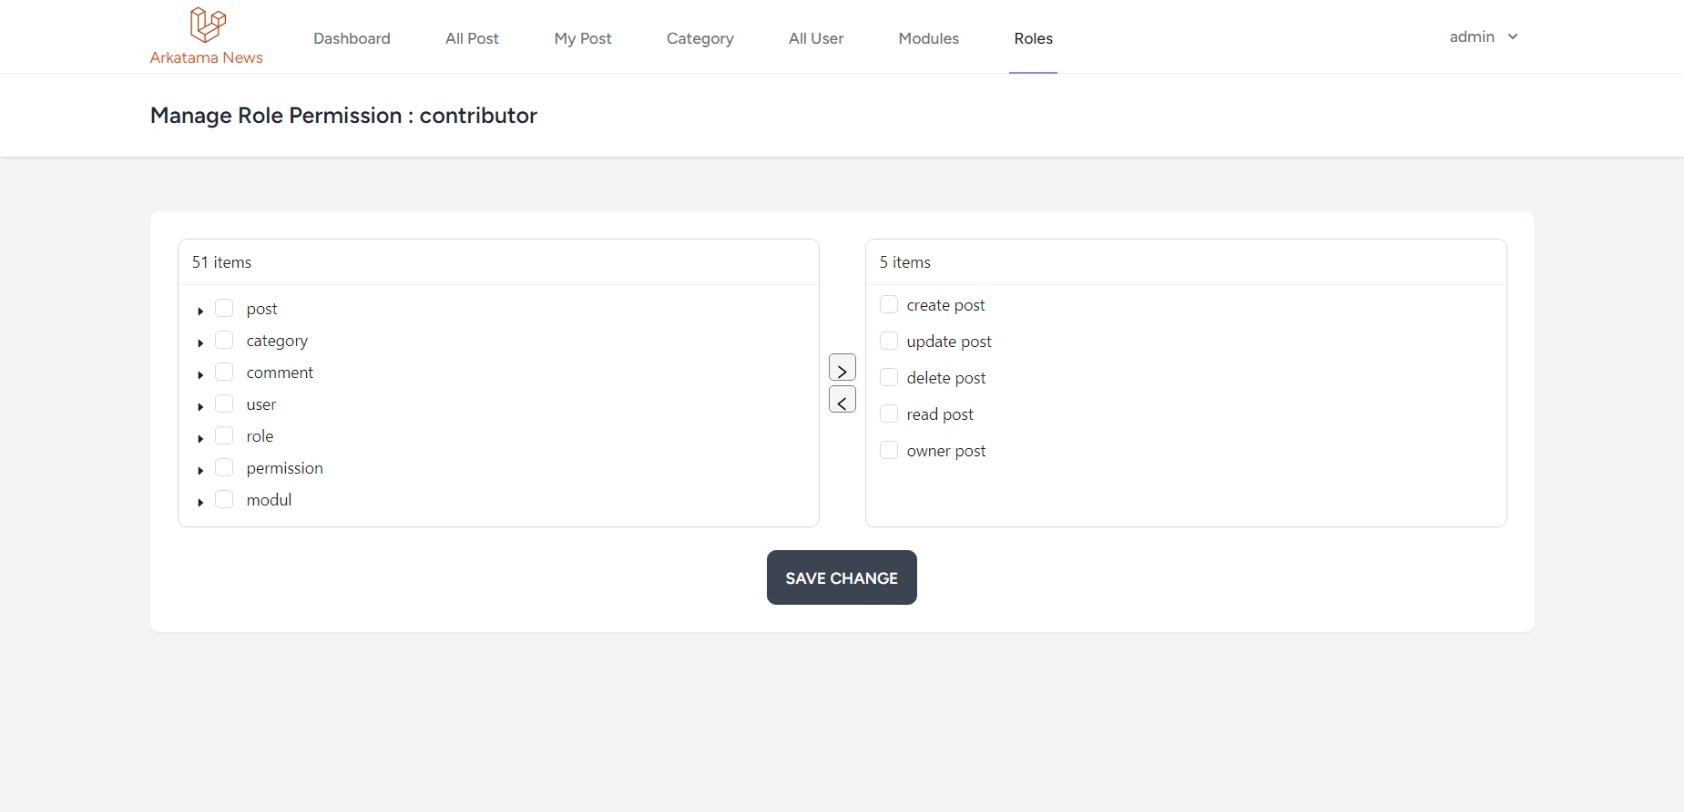 Arkatama News
Dashboard
All Post
My Post
Category
All User
Modules
Roles
admin
Manage Role Permission : contributor
51 items
post
category
comment
user
role
permission
modul
>
<
5 items
create post
update post
delete post
read post
owner post
SAVE CHANGE